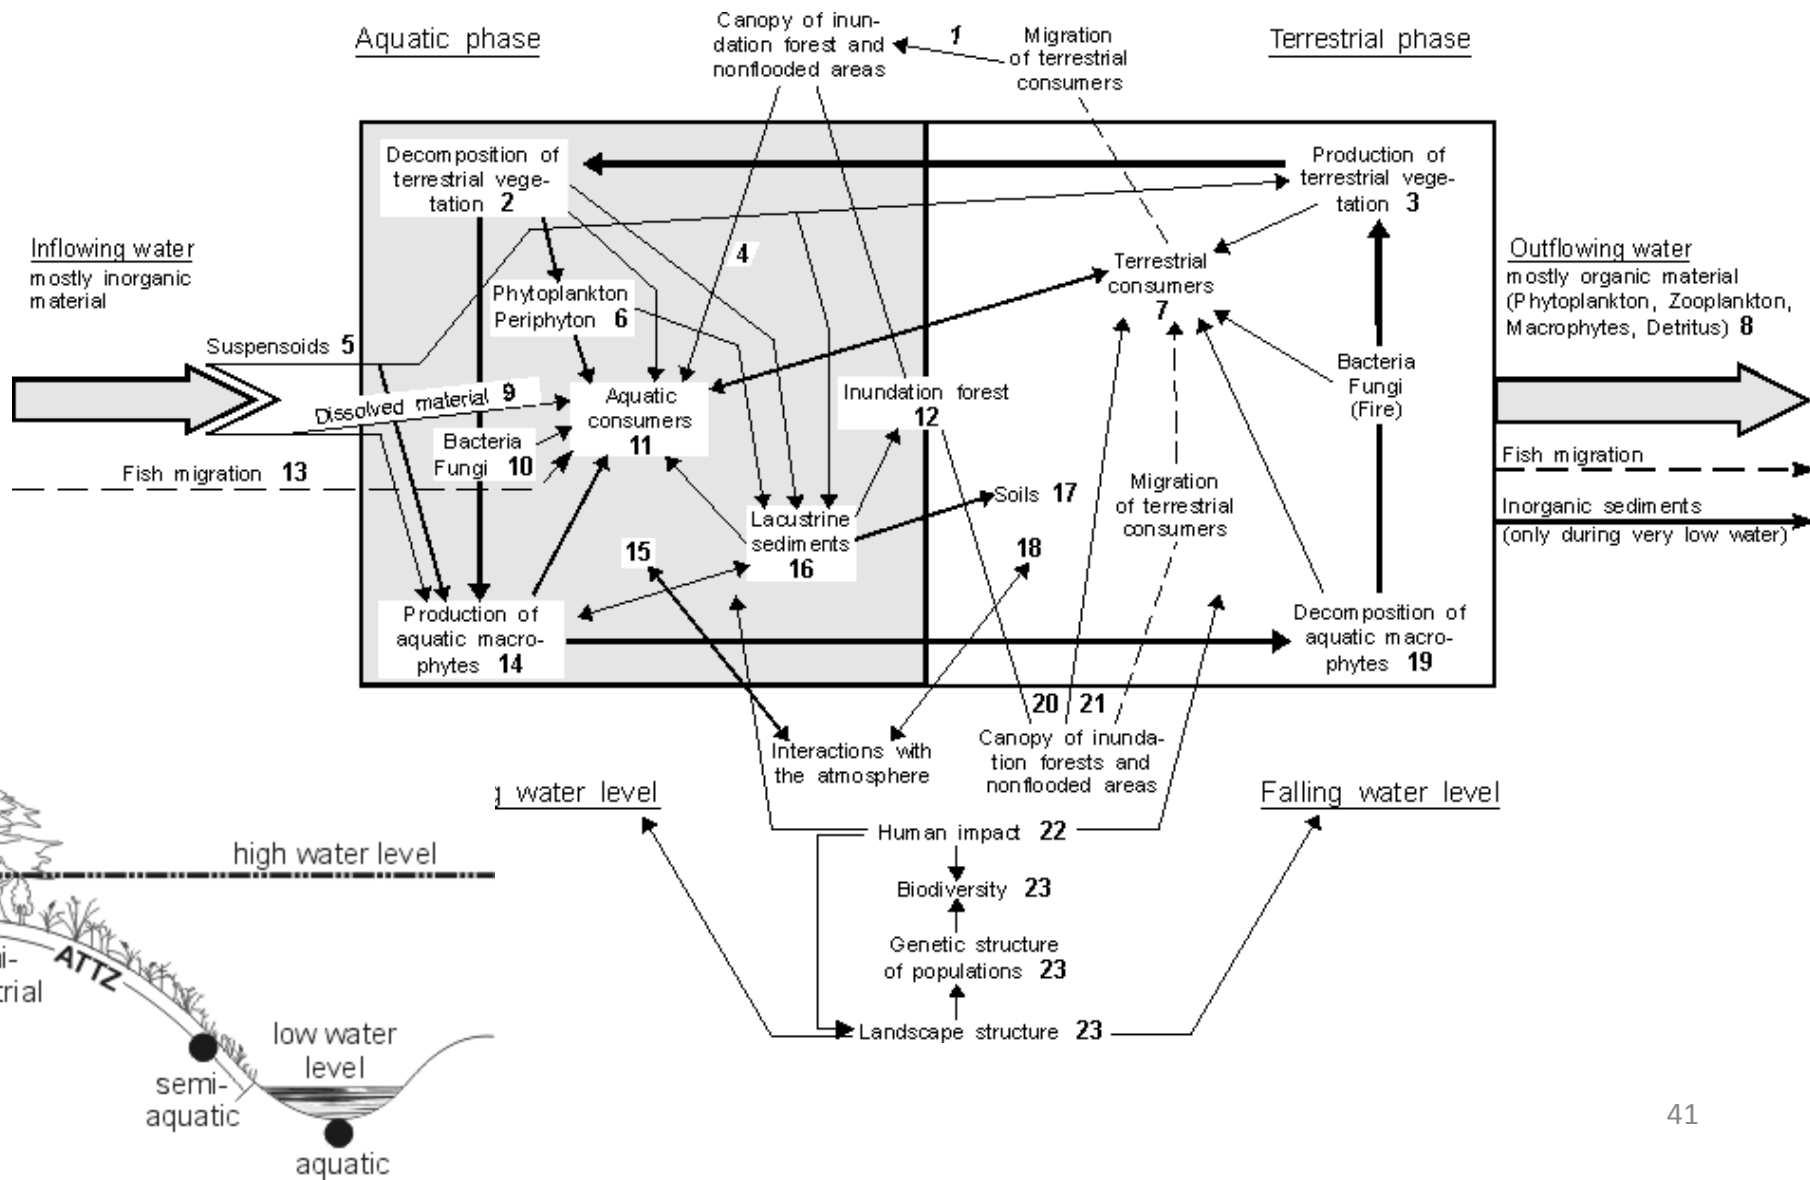 Aquatic phase
Canopy of inun-
dation forest and
nonflooded areas
1
Migration
of terrestrial
consumers
Terrestrial phase
Decomposition of
terrestrial vege-
tation 2
Production of
terrestrial vege-
tation 3
Inflowing water
mostly inorganic
material
4
Terrestrial
consumers
7
Outflowing water
mostly organic material
(Phytoplankton, Zooplankton,
Macrophytes, Detritus) 8
Phytoplankton
Periphyton 6
Suspensoids 5
Dissolved material 9
Aquatic
consumers
11
Inundation forest
12
Bacteria
Fungi
(Fire)
Bacteria
Fungi 10
Fish migration 13
Fish migration
Migration
of terrestrial
consumers
Soils 17
Inorganic sediments
(only during very low water)
Lacustrine
sediments
16
15
18
Production of
aquatic macro-
phytes 14
Decomposition of
aquatic macro-
phytes 19
20 21
Interactions with
the atmosphere
Canopy of inunda-
tion forests and
nonflooded areas
water level
Falling water level
Human impact 22
high water level
Biodiversity 23
Genetic structure
of populations 23
ATTZ
Landscape structure 23
low water
level
semi-
aquatic
aquatic
41